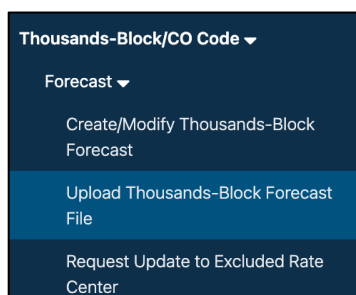 Thousands-Block/CO Code
Forecast
Create/Modify Thousands-Block
Forecast
Upload Thousands-Block Forecast
File
Request Update to Excluded Rate
Center